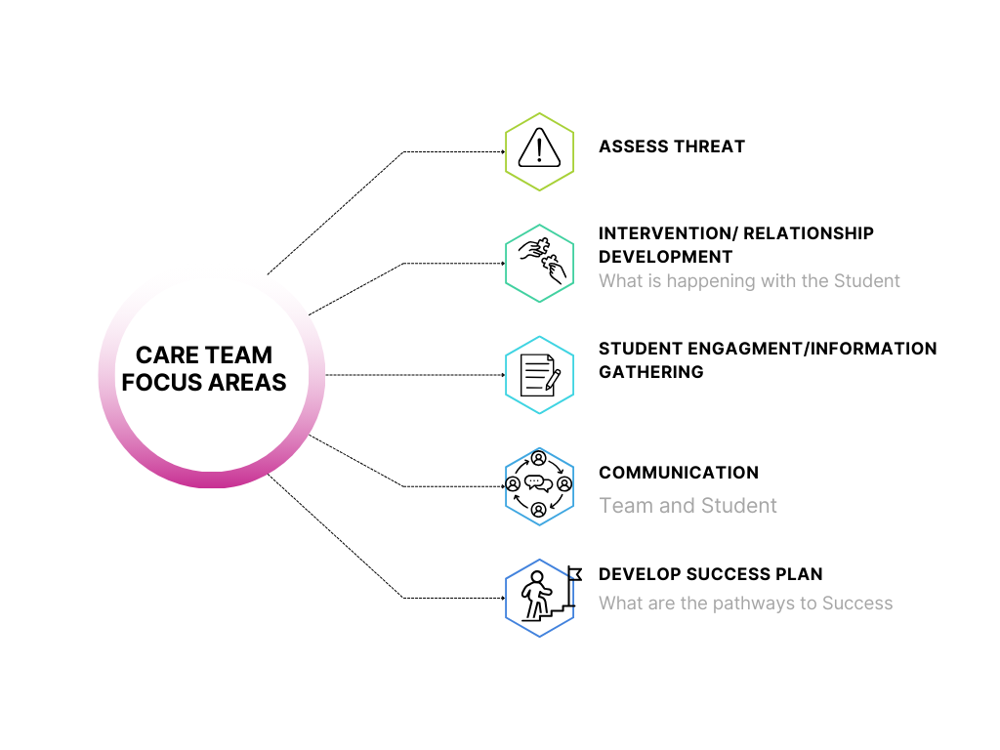 CARE TEAM
FOCUS AREAS
ASSESS THREAT
INTERVENTION/ RELATIONSHIP
DEVELOPMENT
What is happening with the Student
STUDENT ENGAGMENT/INFORMATION
GATHERING
COMMUNICATION
Team and Student
DEVELOP SUCCESS PLAN
What are the pathways to Success